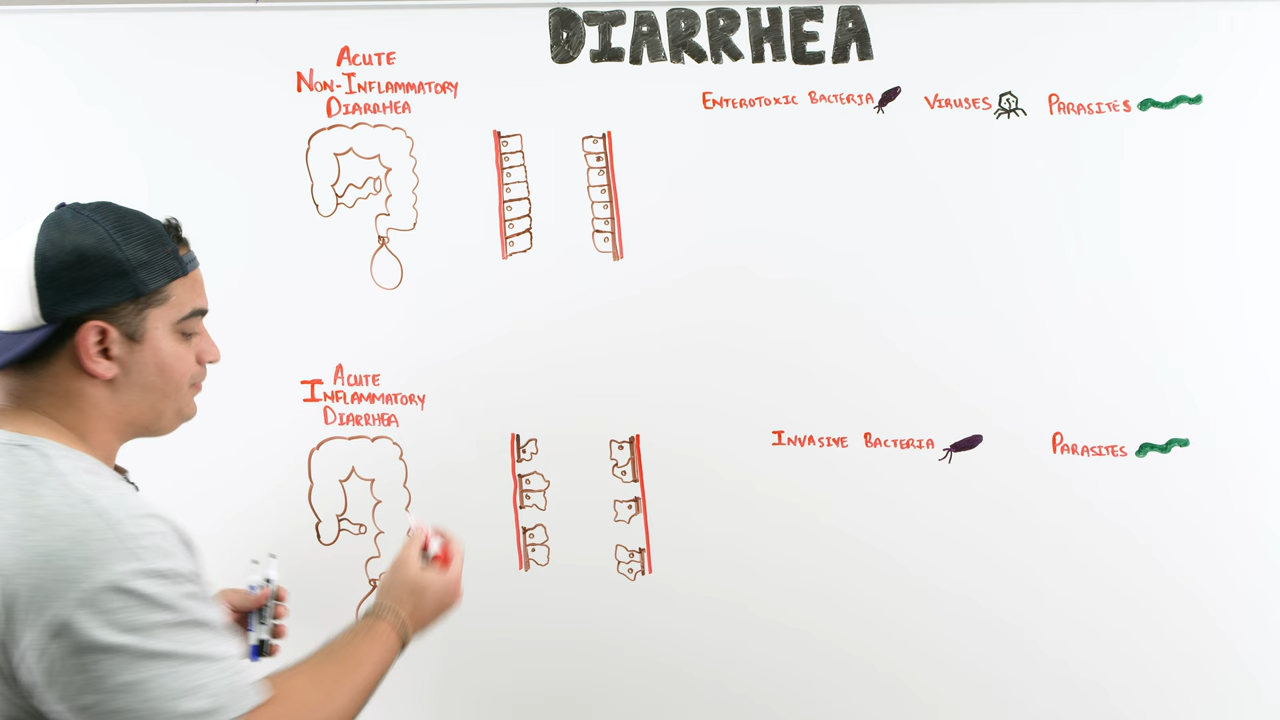 DIARRHEA
ACUTE
NON-INFLAMMATORY
DIARRHEA
ENTEROTOXIC BACTERIA VIRUSES PARASITES
ACUTE
INFLAMMATORY
DIARRHEA
INVASIVE BACTERIA PARASITES